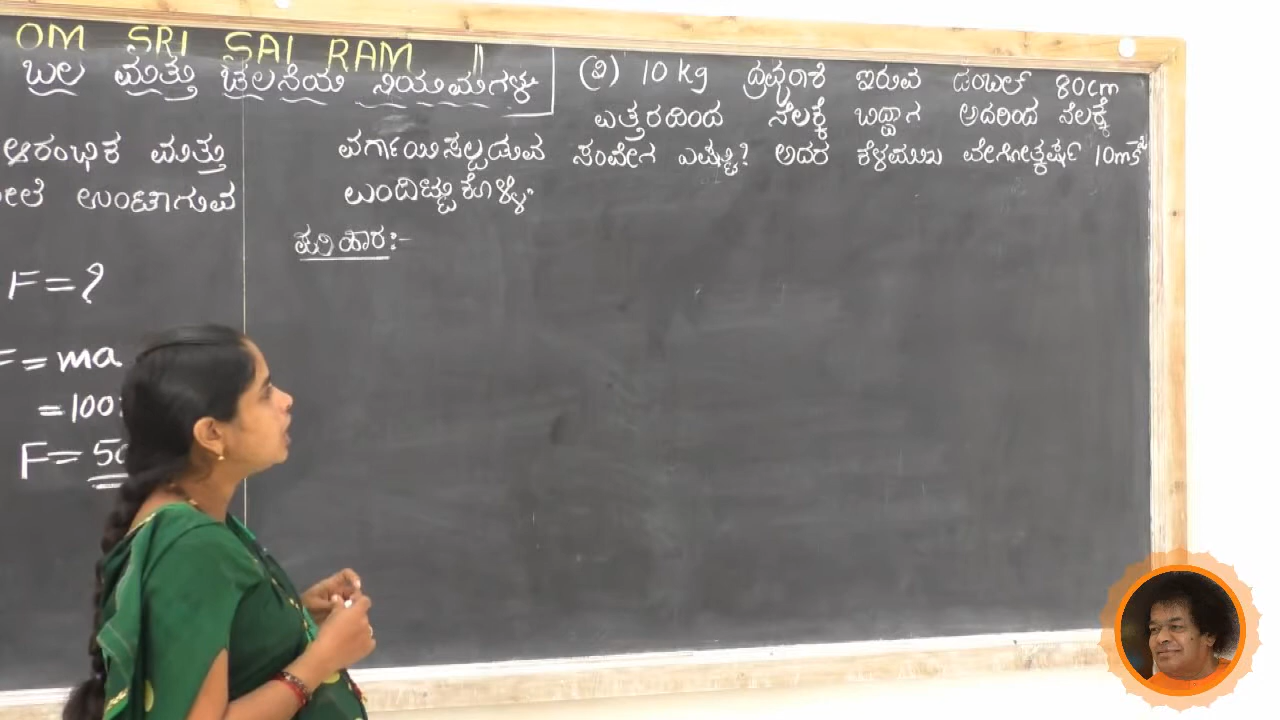 OM SRI SAI RAM ||
ಬಲ ಮತ್ತು ಚಲನೆಯ ನಿಯಮಗಳು
ಆರಂಭಿಕ ಮತ್ತು
ಉಂಟಾಗುವ
F = ?
= ma
= 100
F = 50
(೨) 10 kg ದ್ರವ್ಯರಾಶಿ ಇರುವ ಡಂಬಲ್ 80cm
ಎತ್ತರದಿಂದ ನೆಲಕ್ಕೆ ಬಿದ್ದಾಗ ಅದರಿಂದ ನೆಲಕ್ಕೆ
ವರ್ಗಾಯಿಸಲ್ಪಡುವ ಸಂವೇಗ ಎಷ್ಟು? ಅದರ ಕೆಳಮುಖ ವೇಗೋತ್ಕರ್ಷ 10ms⁻²
ಪರಿಹಾರ:-